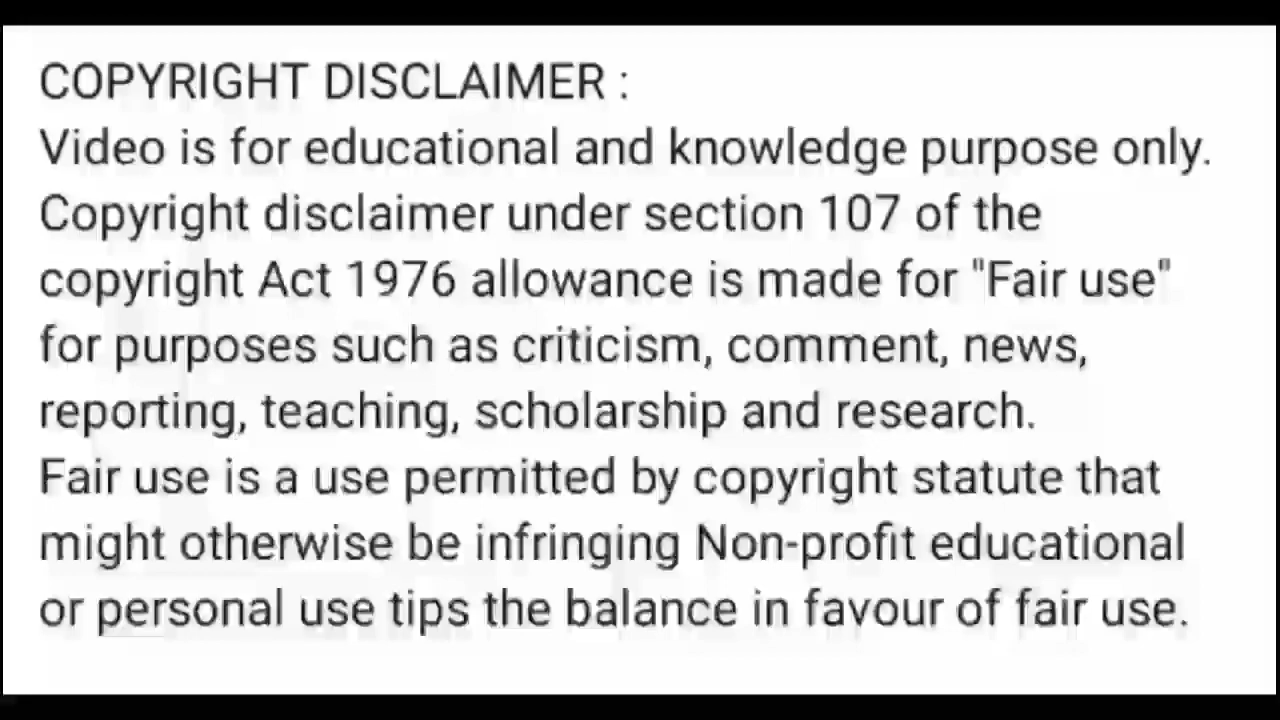 COPYRIGHT DISCLAIMER :
Video is for educational and knowledge purpose only.
Copyright disclaimer under section 107 of the
copyright Act 1976 allowance is made for "Fair use"
for purposes such as criticism, comment, news,
reporting, teaching, scholarship and research.
Fair use is a use permitted by copyright statute that
might otherwise be infringing Non-profit educational
or personal use tips the balance in favour of fair use.